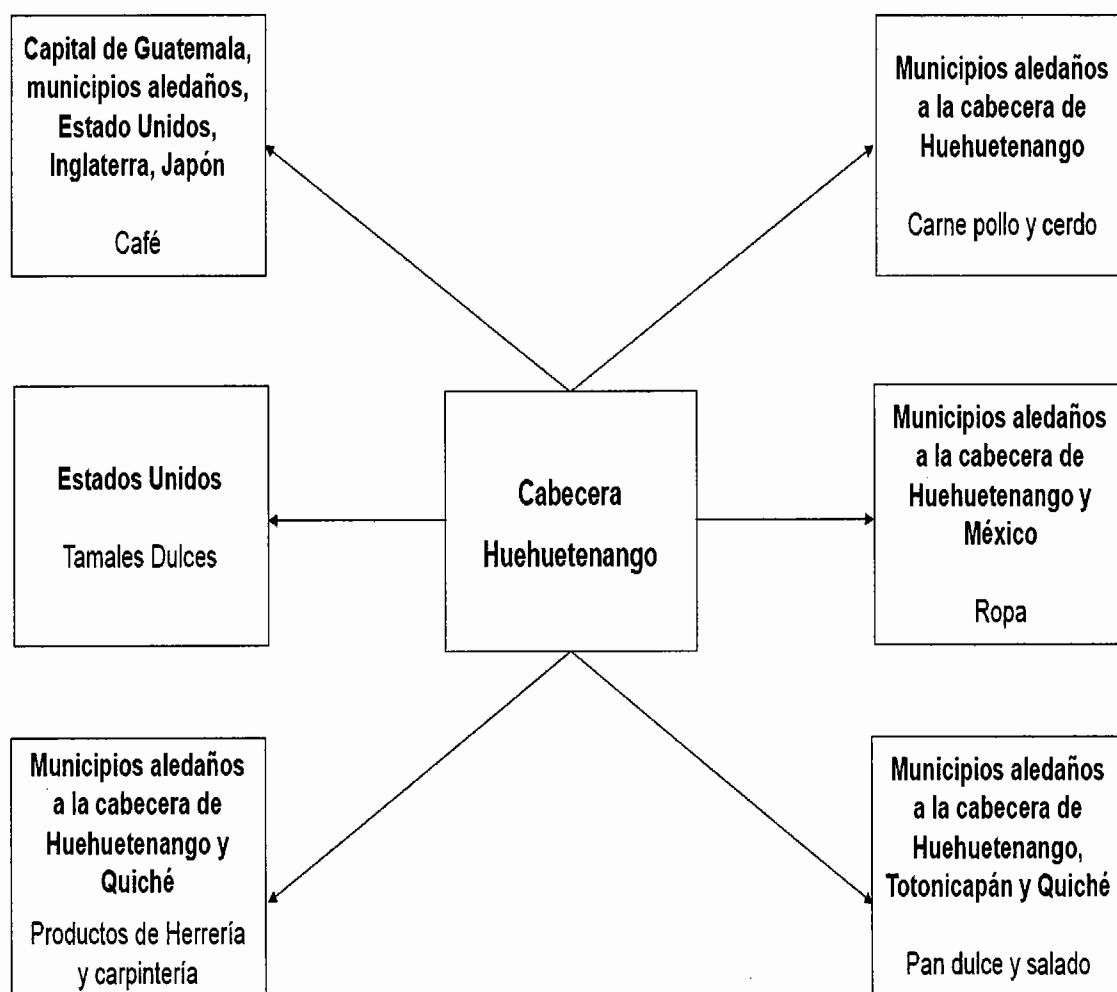 Capital de Guatemala,
municipios aledaños,
Estado Unidos,
Inglaterra, Japón
Café
Municipios aledaños
a la cabecera de
Huehuetenango
Carne pollo y cerdo
Estados Unidos
Tamales Dulces
Cabecera
Huehuetenango
Municipios aledaños
a la cabecera de
Huehuetenango y
México
Ropa
Municipios aledaños
a la cabecera de
Huehuetenango y
Quiché
Productos de Herrería
y carpintería
Municipios aledaños
a la cabecera de
Huehuetenango,
Totonicapán y Quiché
Pan dulce y salado